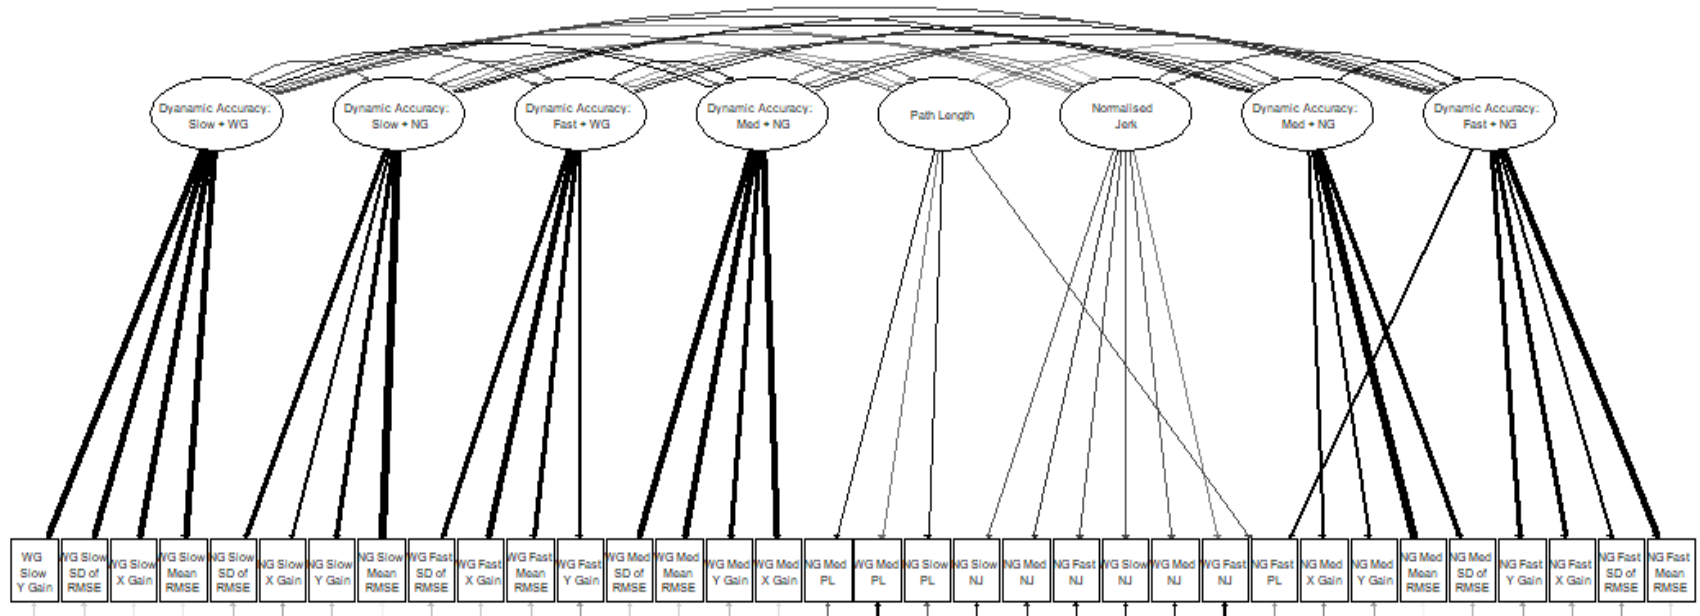 Dyanamic Accuracy:
Slow + WG
Dynamic Accuracy:
Slow + NG
Dynamic Accuracy:
Fast + WG
Dynamic Accuracy:
Med + NG
Path Length
Normalised
Jerk
Dynamic Accuracy:
Med + NG
Dynamic Accuracy:
Fast + NG
WG
Slow
Y Gain
WG Slow
SD of
RMSE
WG Slow
X Gain
WG Slow
Mean
RMSE
NG Slow
SD of
RMSE
NG Slow
X Gain
NG Slow
Y Gain
NG Slow
Mean
RMSE
WG Fast
SD of
RMSE
WG Fast
X Gain
WG Fast
Mean
RMSE
WG Fast
Y Gain
WG Med
SD of
RMSE
WG Med
Mean
RMSE
WG Med
Y Gain
WG Med
X Gain
NG Med
PL
WG Med
PL
NG Slow
PL
NG Slow
NJ
NG Med
NJ
NG Fast
NJ
WG Slow
NJ
WG Med
NJ
WG Fast
NJ
NG Fast
PL
NG Med
X Gain
NG Med
Y Gain
NG Med
Mean
RMSE
NG Med
SD of
RMSE
NG Fast
Y Gain
NG Fast
X Gain
NG Fast
SD of
RMSE
NG Fast
Mean
RMSE